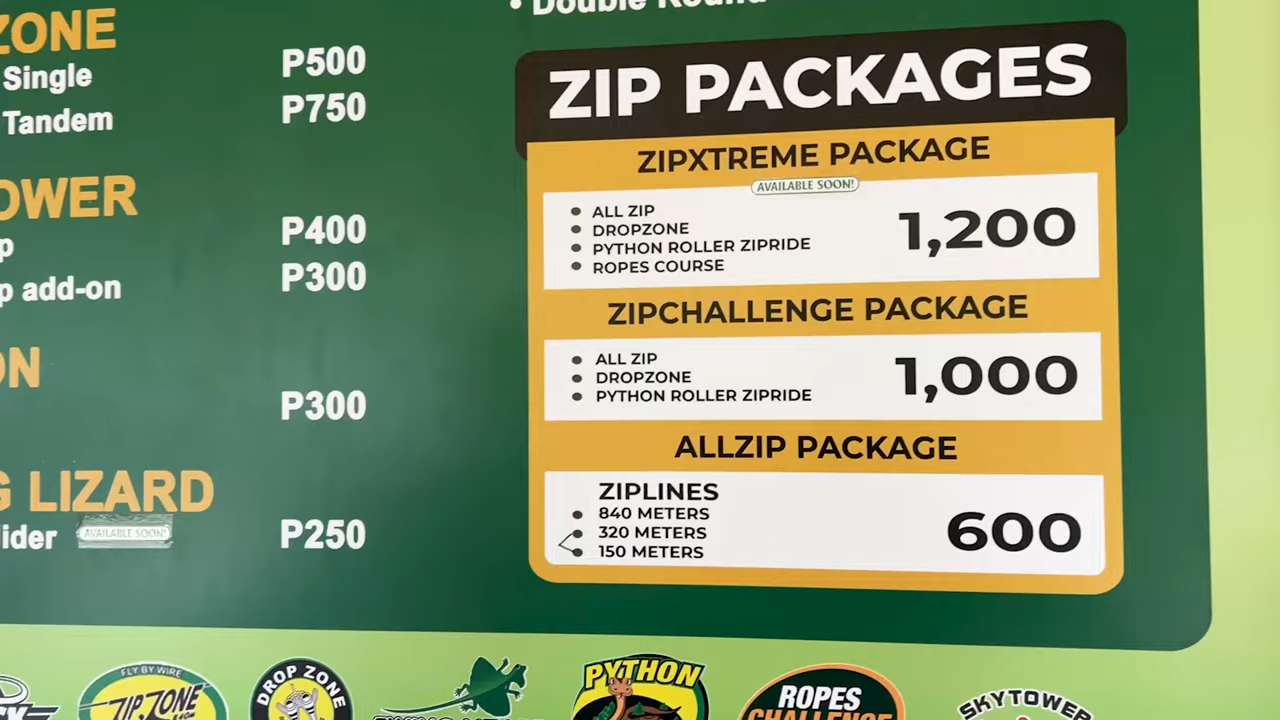 • Double Round
ZONE
Single P500
Tandem P750
OWER
p P400
p add-on P300
ON
P300
G LIZARD
ider AVAILABLE SOON! P250
ZIP PACKAGES
ZIPXTREME PACKAGE
AVAILABLE SOON!
• ALL ZIP
• DROPZONE
• PYTHON ROLLER ZIPRIDE
• ROPES COURSE
1,200
ZIPCHALLENGE PACKAGE
• ALL ZIP
• DROPZONE
• PYTHON ROLLER ZIPRIDE
1,000
ALLZIP PACKAGE
ZIPLINES
• 840 METERS
• 320 METERS
• 150 METERS
600
FLY BY WIRE
ZIP ZONE
DROP ZONE
PYTHON
ROPES
CHALLENGE
SKYTOWER